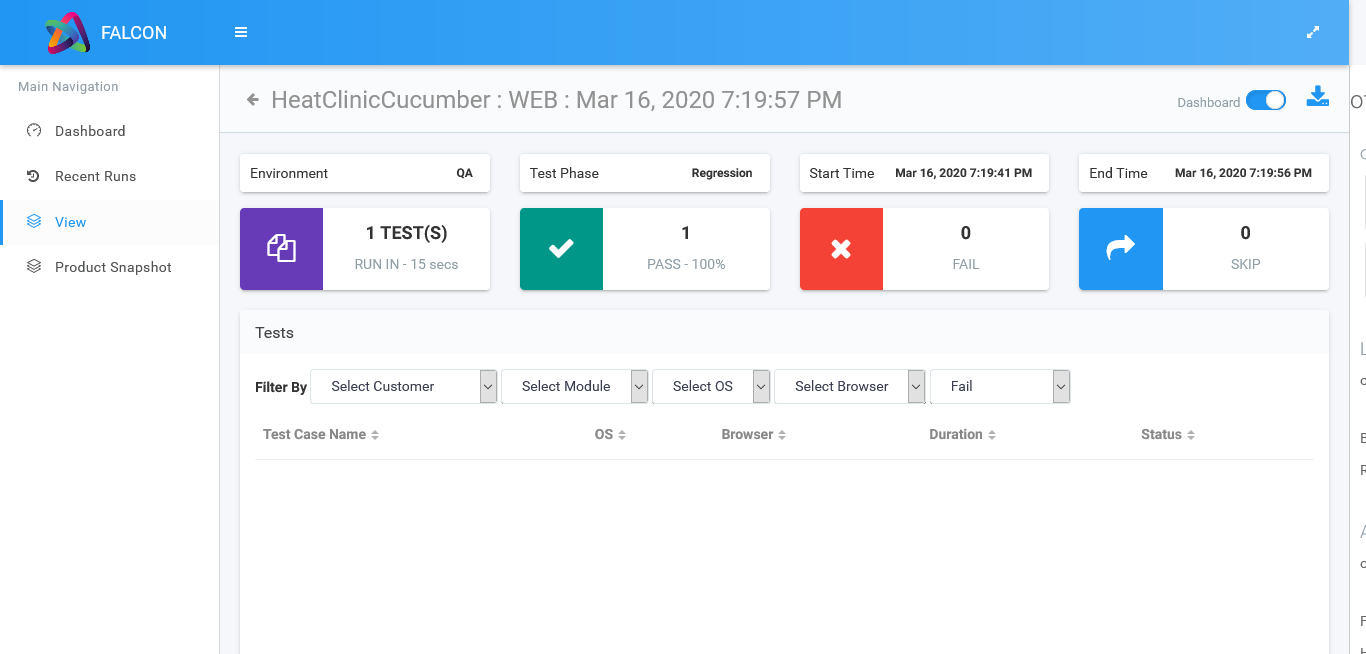 FALCON
Main Navigation
Dashboard
Recent Runs
View
Product Snapshot
HeatClinicCucumber : WEB : Mar 16, 2020 7:19:57 PM
Dashboard
Environment QA
Test Phase Regression
Start Time Mar 16, 2020 7:19:41 PM
End Time Mar 16, 2020 7:19:56 PM
1 TEST(S)
RUN IN - 15 secs
1
PASS - 100%
0
FAIL
0
SKIP
Tests
Filter By Select Customer Select Module Select OS Select Browser Fail
Test Case Name OS Browser Duration Status